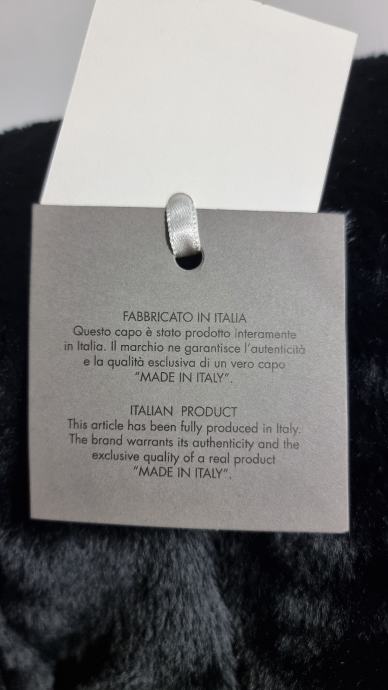 FABBRICATO IN ITALIA
Questo capo è stato prodotto interamente
in Italia. Il marchio ne garantisce l'autenticità
e la qualità esclusiva di un vero capo
"MADE IN ITALY".
ITALIAN PRODUCT
This article has been fully produced in Italy.
The brand warrants its authenticity and the
exclusive quality of a real product
"MADE IN ITALY".